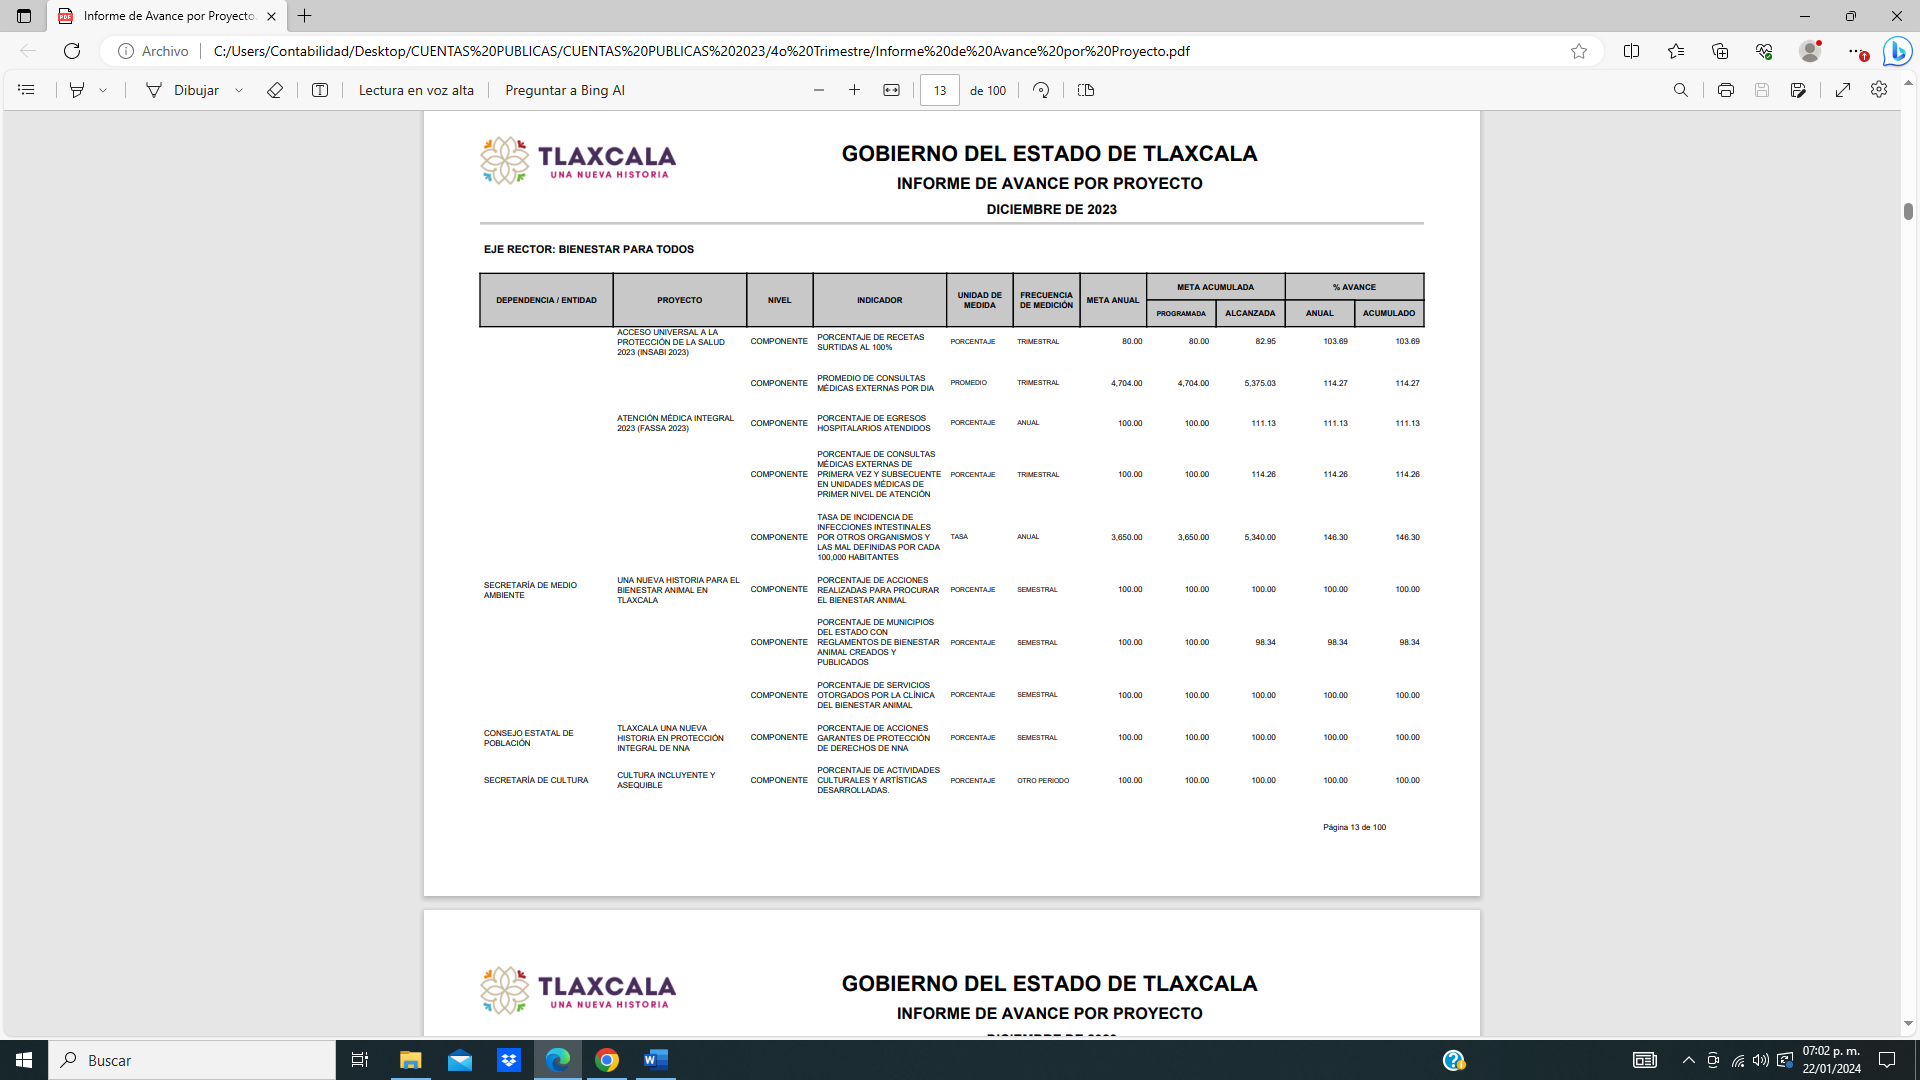 Informe de Avance por Proyecto.
Archivo
C:/Users/Contabilidad/Desktop/CUENTAS%20PUBLICAS/CUENTAS%20PUBLICAS%202023/4o%20Trimestre/Informe%20de%20Avance%20por%20Proyecto.pdf
Dibujar
Lectura en voz alta
Preguntar a Bing AI
13 de 100
TLAXCALA
UNA NUEVA HISTORIA
GOBIERNO DEL ESTADO DE TLAXCALA
INFORME DE AVANCE POR PROYECTO
DICIEMBRE DE 2023
EJE RECTOR: BIENESTAR PARA TODOS
DEPENDENCIA / ENTIDAD
PROYECTO
NIVEL
INDICADOR
UNIDAD DE
MEDIDA
FRECUENCIA
DE MEDICIÓN
META ANUAL
META ACUMULADA
PROGRAMADA
ALCANZADA
% AVANCE
ANUAL
ACUMULADO
ACCESO UNIVERSAL A LA
PROTECCIÓN DE LA SALUD
2023 (INSABI 2023)
COMPONENTE
PORCENTAJE DE RECETAS
SURTIDAS AL 100%
PORCENTAJE TRIMESTRAL 80.00 80.00 82.95 103.69 103.69
COMPONENTE
PROMEDIO DE CONSULTAS
MÉDICAS EXTERNAS POR DIA
PROMEDIO TRIMESTRAL 4,704.00 4,704.00 5,375.03 114.27 114.27
ATENCIÓN MÉDICA INTEGRAL
2023 (FASSA 2023)
COMPONENTE
PORCENTAJE DE EGRESOS
HOSPITALARIOS ATENDIDOS
PORCENTAJE ANUAL 100.00 100.00 111.13 111.13 111.13
COMPONENTE
PORCENTAJE DE CONSULTAS
MÉDICAS EXTERNAS DE
PRIMERA VEZ Y SUBSECUENTE
EN UNIDADES MÉDICAS DE
PRIMER NIVEL DE ATENCIÓN
PORCENTAJE TRIMESTRAL 100.00 100.00 114.26 114.26 114.26
COMPONENTE
TASA DE INCIDENCIA DE
INFECCIONES INTESTINALES
POR OTROS ORGANISMOS Y
LAS MAL DEFINIDAS POR CADA
100,000 HABITANTES
TASA ANUAL 3,650.00 3,650.00 5,340.00 146.30 146.30
SECRETARÍA DE MEDIO
AMBIENTE
UNA NUEVA HISTORIA PARA EL
BIENESTAR ANIMAL EN
TLAXCALA
COMPONENTE
PORCENTAJE DE ACCIONES
REALIZADAS PARA PROCURAR
EL BIENESTAR ANIMAL
PORCENTAJE SEMESTRAL 100.00 100.00 100.00 100.00 100.00
COMPONENTE
PORCENTAJE DE MUNICIPIOS
DEL ESTADO CON
REGLAMENTOS DE BIENESTAR
ANIMAL CREADOS Y
PUBLICADOS
PORCENTAJE SEMESTRAL 100.00 100.00 98.34 98.34 98.34
COMPONENTE
PORCENTAJE DE SERVICIOS
OTORGADOS POR LA CLÍNICA
DEL BIENESTAR ANIMAL
PORCENTAJE SEMESTRAL 100.00 100.00 100.00 100.00 100.00
CONSEJO ESTATAL DE
POBLACIÓN
TLAXCALA UNA NUEVA
HISTORIA EN PROTECCIÓN
INTEGRAL DE NNA
COMPONENTE
PORCENTAJE DE ACCIONES
GARANTES DE PROTECCIÓN
DE DERECHOS DE NNA
PORCENTAJE SEMESTRAL 100.00 100.00 100.00 100.00 100.00
SECRETARÍA DE CULTURA
CULTURA INCLUYENTE Y
ASEQUIBLE
COMPONENTE
PORCENTAJE DE ACTIVIDADES
CULTURALES Y ARTÍSTICAS
DESARROLLADAS.
PORCENTAJE OTRO PERIODO 100.00 100.00 100.00 100.00 100.00
Página 13 de 100
TLAXCALA
UNA NUEVA HISTORIA
GOBIERNO DEL ESTADO DE TLAXCALA
INFORME DE AVANCE POR PROYECTO
DICIEMBRE DE 2023
Buscar
07:02 p. m.
22/01/2024